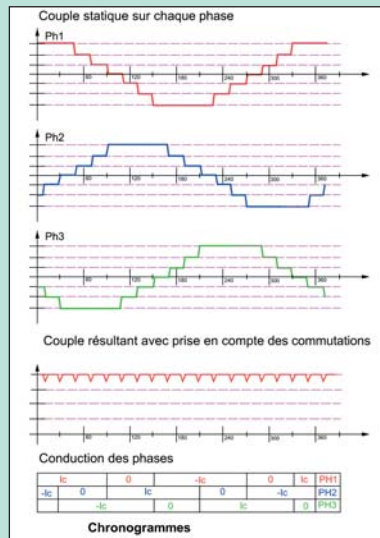 Couple statique sur chaque phase
Ph1
60 120 180 240 300 360
Ph2
60 120 180 240 300 360
Ph3
60 120 180 240 300 360
Couple résultant avec prise en compte des commutations
60 120 180 240 300 360
Conduction des phases
Ic 0 -Ic 0 Ic PH1
-Ic 0 Ic 0 -Ic PH2
-Ic 0 Ic 0 PH3
Chronogrammes